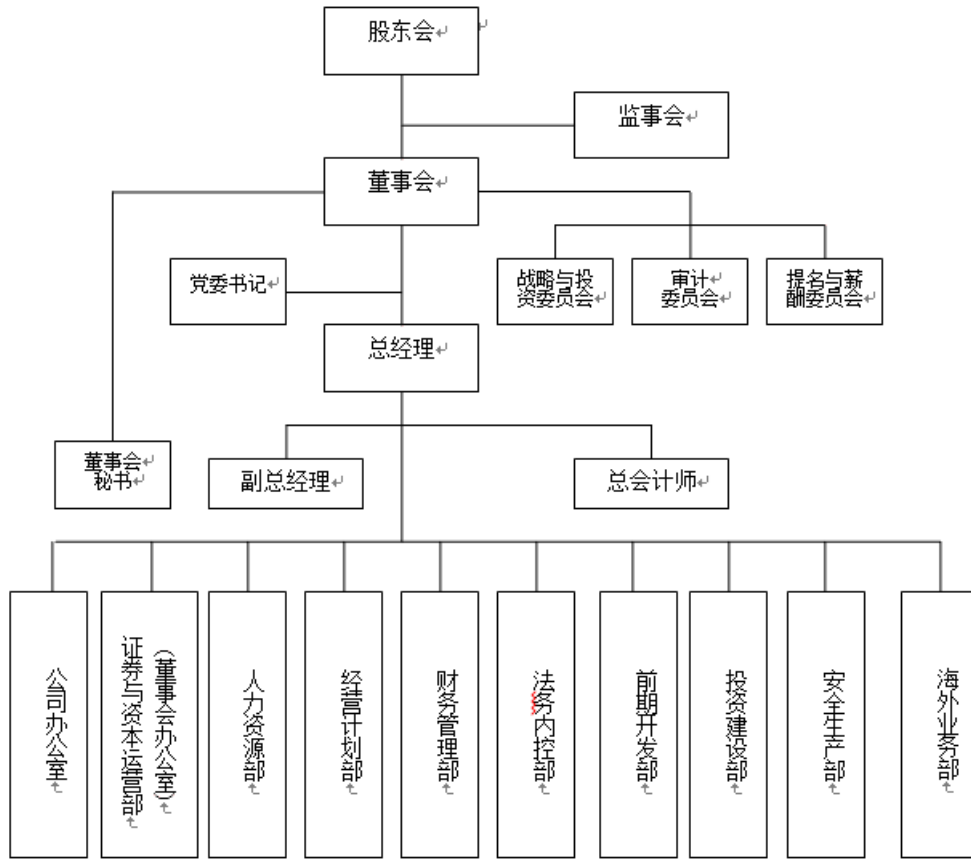 股东会
监事会
董事会
党委书记
战略与投
资委员会
审计
委员会
提名与薪
酬委员会
总经理
董事会
秘书
副总经理
总会计师
公司办公室
证券与资本运营部
(董事会办公室)
人力资源部
经营计划部
财务管理部
法务内控部
前期开发部
投资建设部
安全生产部
海外业务部